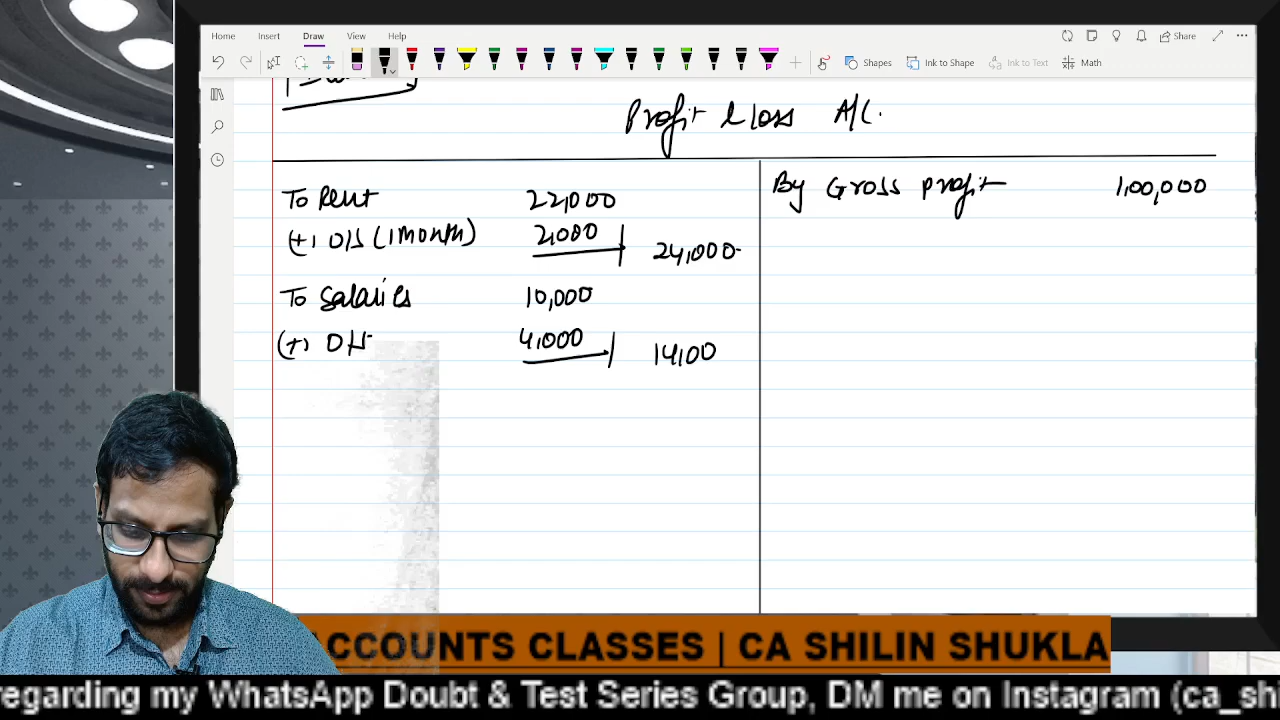 Home Insert Draw View Help
Share
Shapes Ink to Shape Ink to Text Math
Profit & loss A/C.
To Rent 22,000
(+) O/S (1 month) 2,000 24,000
To Salaries 10,000
(+) O/S 4,000 14,00
By Gross profit 1,00,000
ACCOUNTS CLASSES | CA SHILIN SHUKLA
regarding my WhatsApp Doubt & Test Series Group, DM me on Instagram (ca_sh